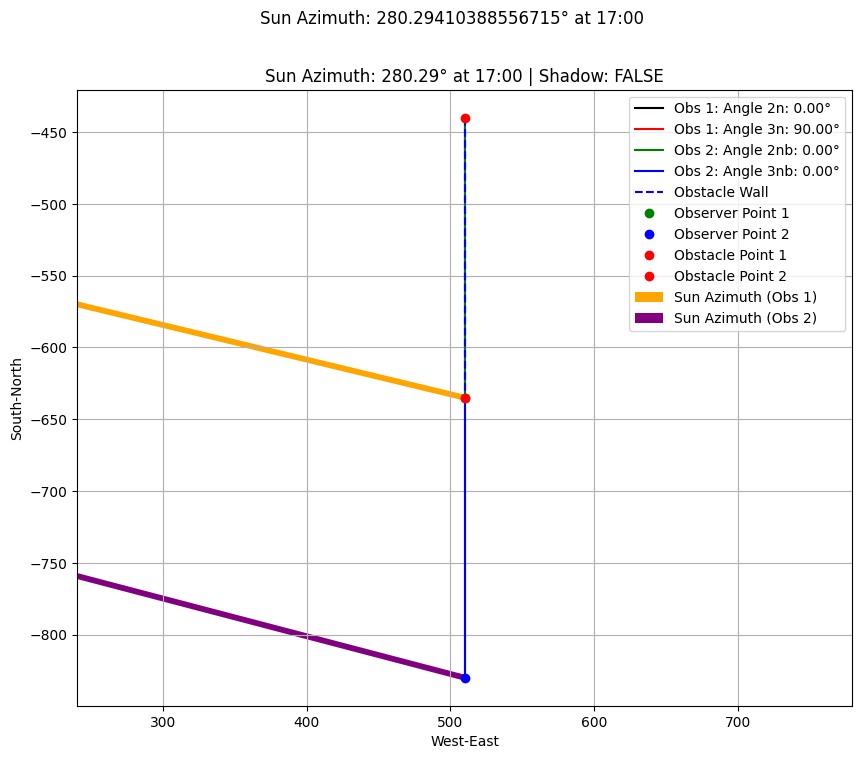 Sun Azimuth: 280.29410388556715° at 17:00
Sun Azimuth: 280.29° at 17:00 | Shadow: FALSE
Obs 1: Angle 2n: 0.00°
Obs 1: Angle 3n: 90.00°
Obs 2: Angle 2nb: 0.00°
Obs 2: Angle 3nb: 0.00°
Obstacle Wall
Observer Point 1
Observer Point 2
Obstacle Point 1
Obstacle Point 2
Sun Azimuth (Obs 1)
Sun Azimuth (Obs 2)
South-North
−450
−500
−550
−600
−650
−700
−750
−800
300
400
500
600
700
West-East